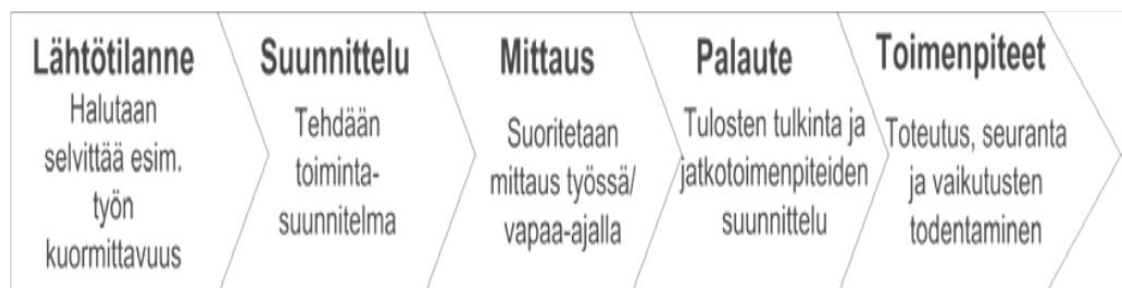 Lähtötilanne
Halutaan
selvittää esim.
työn
kuormittavuus
Suunnittelu
Tehdään
toiminta-
suunnitelma
Mittaus
Suoritetaan
mittaus työssä/
vapaa-ajalla
Palaute
Tulosten tulkinta ja
jatkotoimenpiteiden
suunnittelu
Toimenpiteet
Toteutus, seuranta
ja vaikutusten
todentaminen